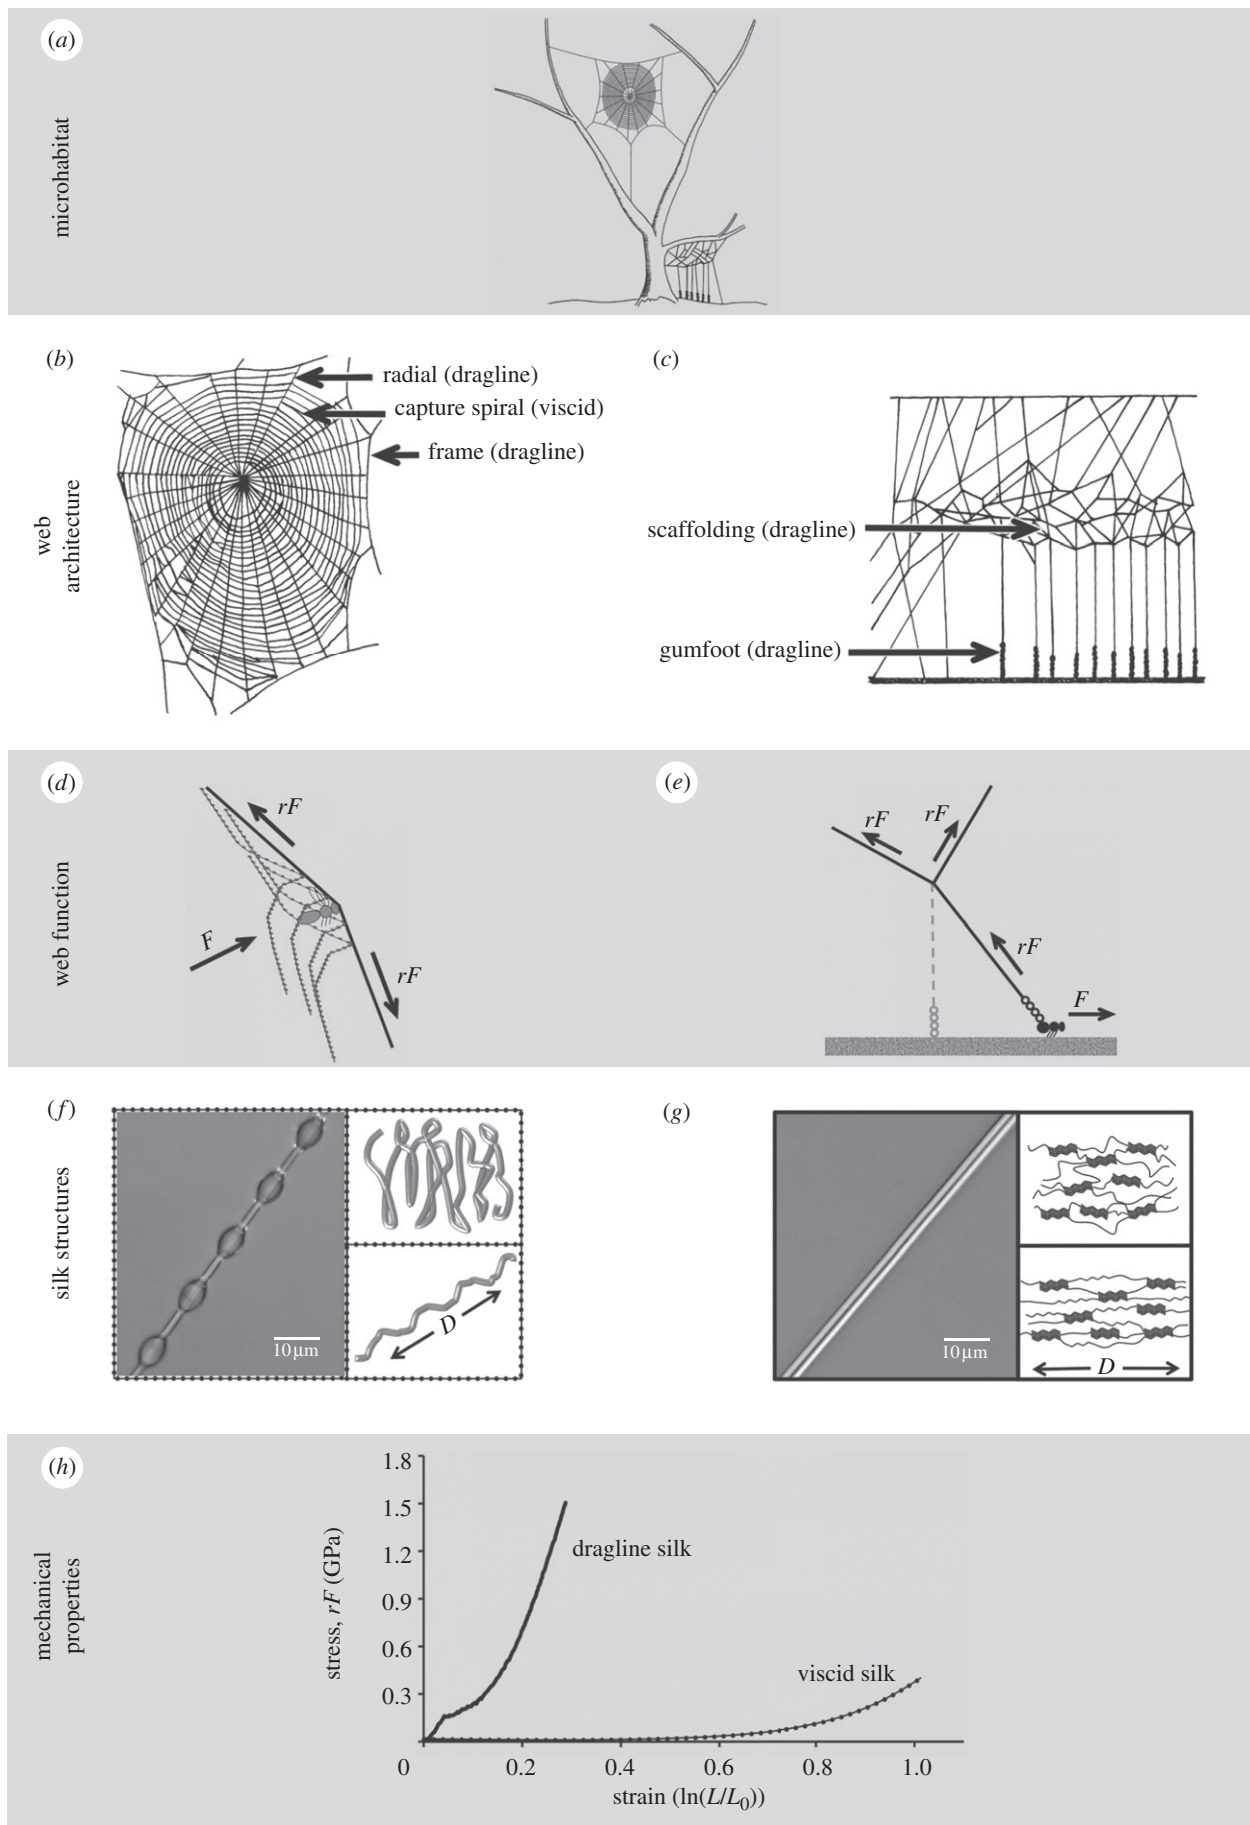 (a)
microhabitat
(b)
radial (dragline)
capture spiral (viscid)
frame (dragline)
(c)
scaffolding (dragline)
gumfoot (dragline)
web
architecture
(d)
rF
F
rF
(e)
rF
rF
rF
F
web function
(f)
10 µm
D
(g)
10 µm
D
silk structures
(h)
mechanical
properties
stress, rF (GPa)
1.8
1.5
1.2
0.9
0.6
0.3
dragline silk
viscid silk
0
0.2
0.4
0.6
0.8
1.0
strain (ln(L/L₀))